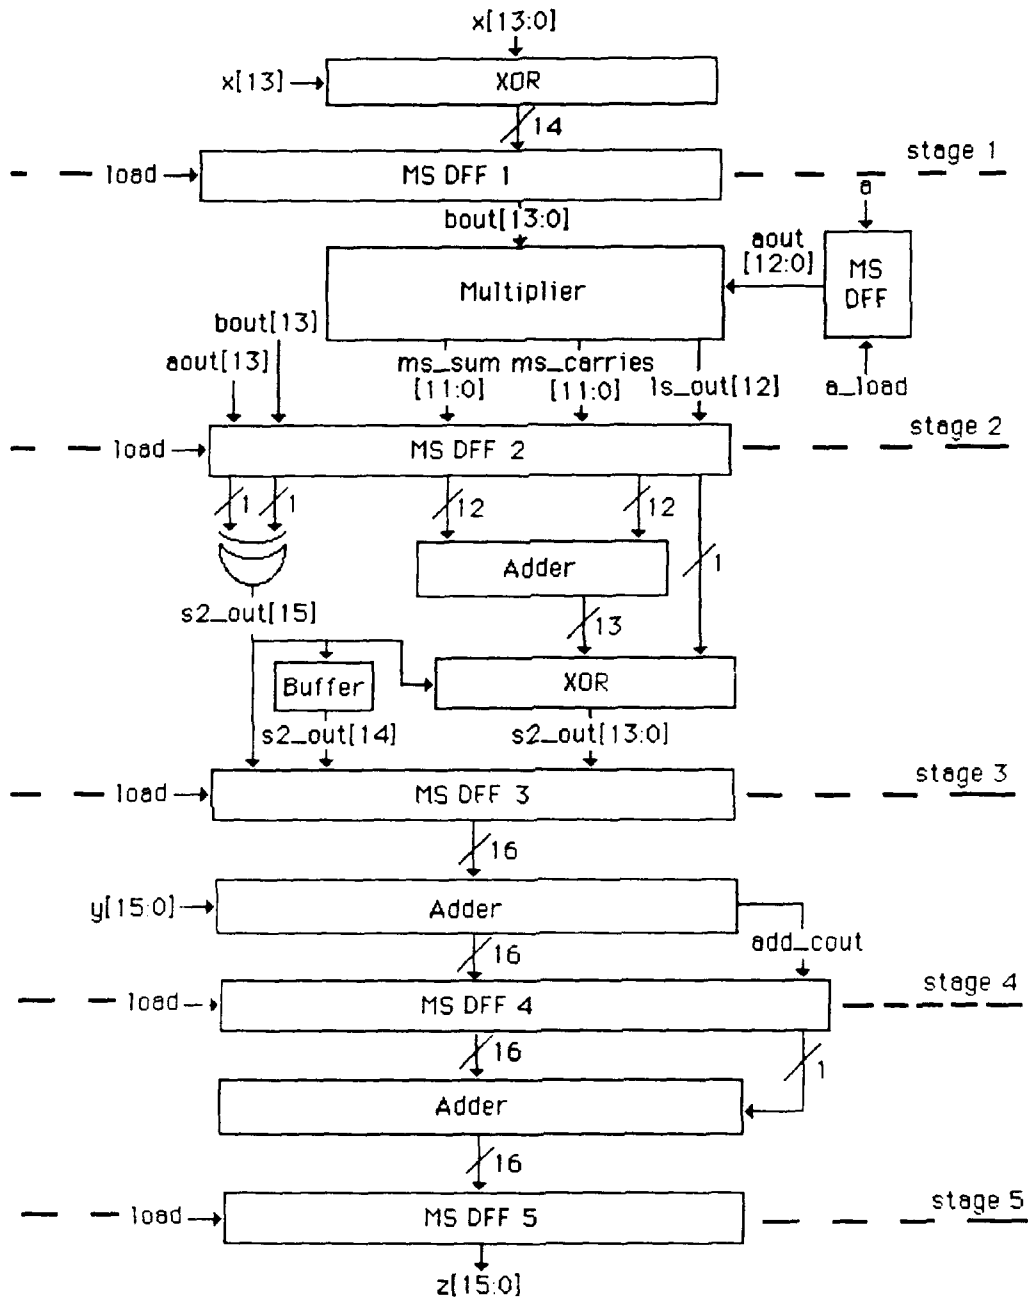 x[13:0]
x[13]
XOR
14
stage 1
load
MS DFF 1
a
bout[13:0]
aout
[12:0]
MS
DFF
Multiplier
bout[13]
aout[13]
ms_sum
[11:0]
ms_carries
[11:0]
ls_out[12]
a_load
stage 2
load
MS DFF 2
1
1
12
12
1
Adder
s2_out[15]
13
Buffer
XOR
s2_out[14]
s2_out[13:0]
stage 3
load
MS DFF 3
16
y[15:0]
Adder
add_cout
16
stage 4
load
MS DFF 4
16
1
Adder
16
stage 5
load
MS DFF 5
z[15:0]